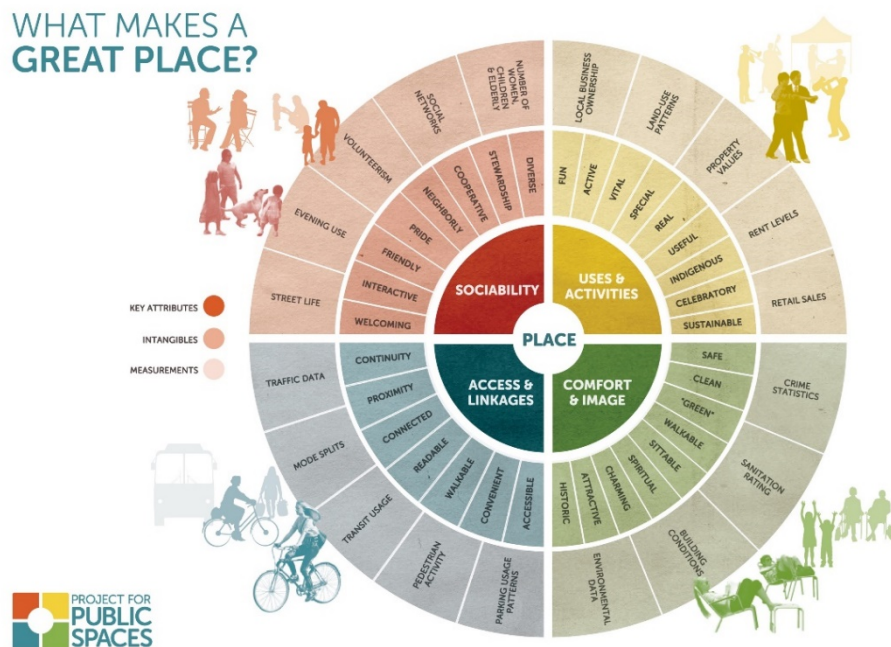 WHAT MAKES A
GREAT PLACE?
NUMBER OF
WOMEN,
CHILDREN
& ELDERLY
SOCIAL
NETWORKS
VOLUNTEERISM
EVENING USE
STREET LIFE
DIVERSE
STEWARDSHIP
COOPERATIVE
NEIGHBORLY
PRIDE
FRIENDLY
INTERACTIVE
WELCOMING
SOCIABILITY
LOCAL BUSINESS
OWNERSHIP
LAND-USE
PATTERNS
PROPERTY
VALUES
RENT LEVELS
RETAIL SALES
FUN
ACTIVE
VITAL
SPECIAL
REAL
USEFUL
INDIGENOUS
CELEBRATORY
SUSTAINABLE
USES &
ACTIVITIES
PLACE
KEY ATTRIBUTES
INTANGIBLES
MEASUREMENTS
ACCESS &
LINKAGES
CONTINUITY
PROXIMITY
CONNECTED
READABLE
WALKABLE
CONVENIENT
ACCESSIBLE
TRAFFIC DATA
MODE SPLITS
TRANSIT USAGE
PEDESTRIAN
ACTIVITY
PARKING USAGE
PATTERNS
COMFORT
& IMAGE
SAFE
CLEAN
"GREEN"
WALKABLE
SITTABLE
SPIRITUAL
CHARMING
ATTRACTIVE
HISTORIC
CRIME
STATISTICS
SANITATION
RATING
BUILDING
CONDITIONS
ENVIRONMENTAL
DATA
PROJECT FOR
PUBLIC
SPACES